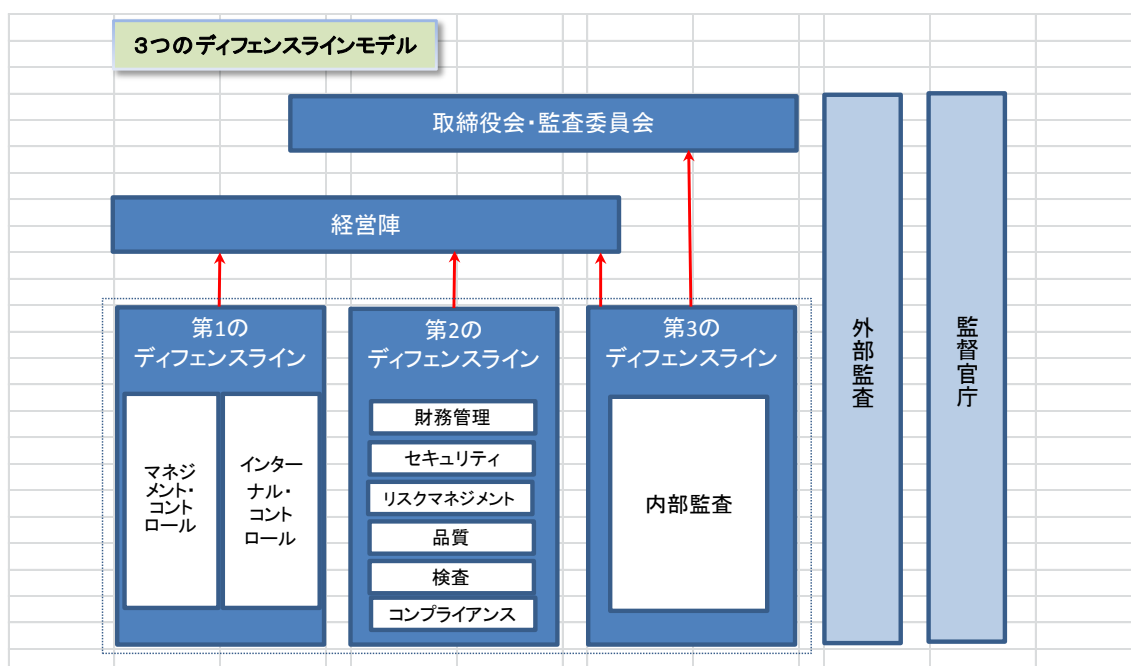 3つのディフェンスラインモデル
取締役会・監査委員会
経営陣
第1の
ディフェンスライン
マネジ
メント・
コント
ロール
インター
ナル・
コント
ロール
第2の
ディフェンスライン
財務管理
セキュリティ
リスクマネジメント
品質
検査
コンプライアンス
第3の
ディフェンスライン
内部監査
外部監査
監督官庁